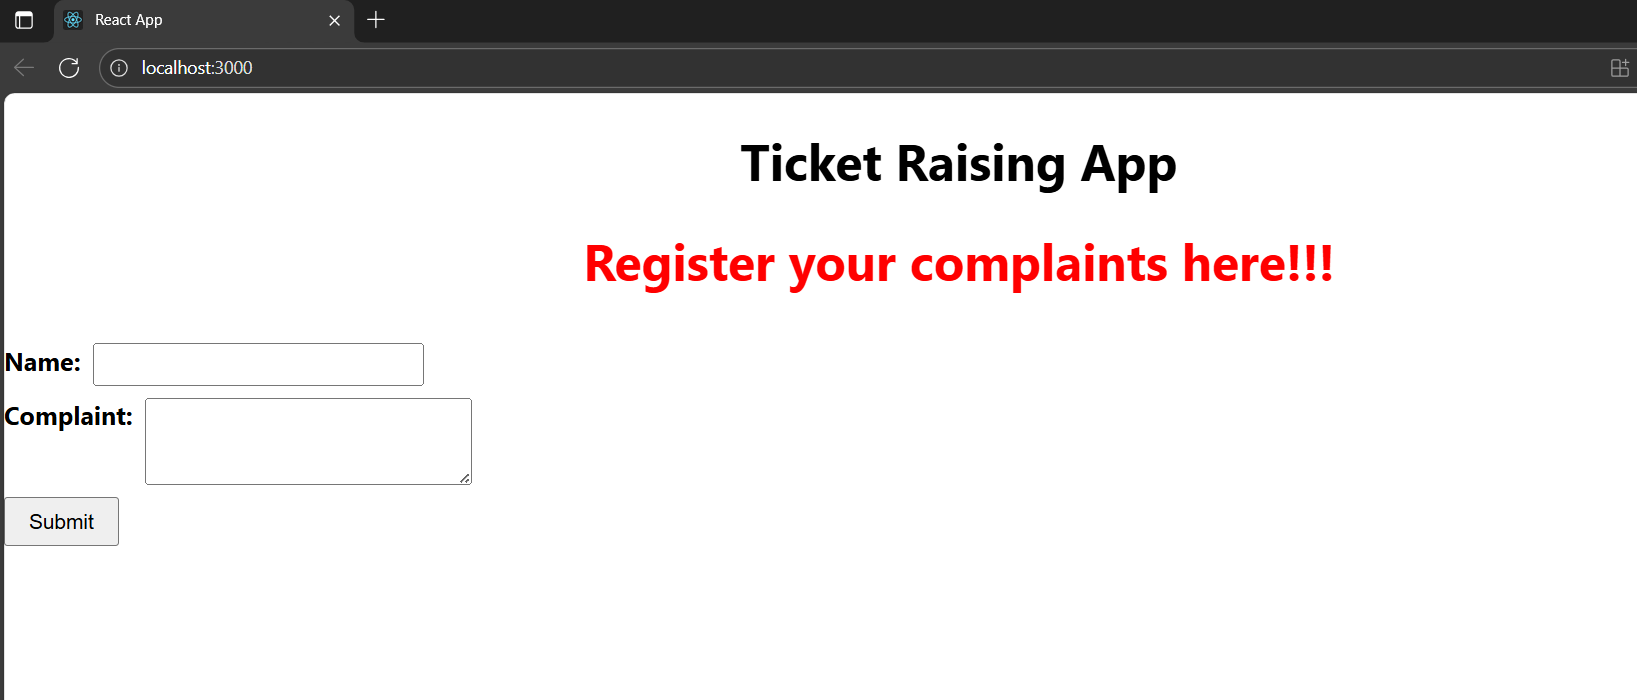 React App
localhost:3000
Ticket Raising App
Register your complaints here!!!
Name:
Complaint:
Submit